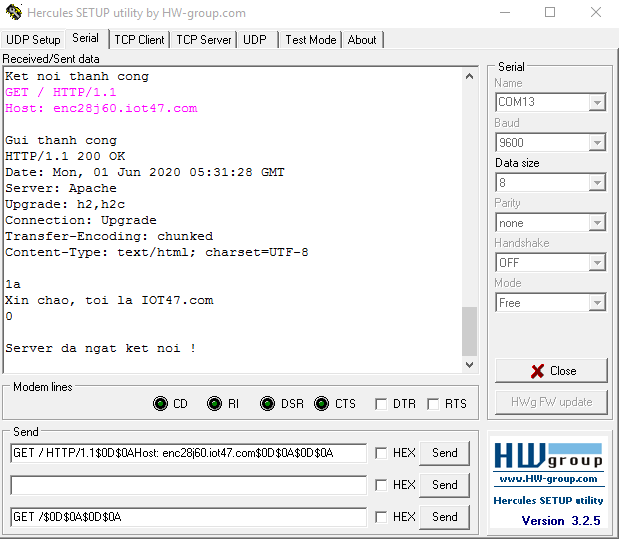 Hercules SETUP utility by HW-group.com
UDP Setup Serial TCP Client TCP Server UDP Test Mode About
Received/Sent data
Ket noi thanh cong
GET / HTTP/1.1
Host: enc28j60.iot47.com
Gui thanh cong
HTTP/1.1 200 OK
Date: Mon, 01 Jun 2020 05:31:28 GMT
Server: Apache
Upgrade: h2,h2c
Connection: Upgrade
Transfer-Encoding: chunked
Content-Type: text/html; charset=UTF-8
1a
Xin chao, toi la IOT47.com
0
Server da ngat ket noi !
Serial
Name
COM13
Baud
9600
Data size
8
Parity
none
Handshake
OFF
Mode
Free
Close
HWg FW update
Modem lines
CD RI DSR CTS DTR RTS
Send
GET / HTTP/1.1$0D$0AHost: enc28j60.iot47.com$0D$0A$0D$0A HEX Send
HEX Send
GET /$0D$0A$0D$0A HEX Send
HWgroup
www.HW-group.com
Hercules SETUP utility
Version 3.2.5